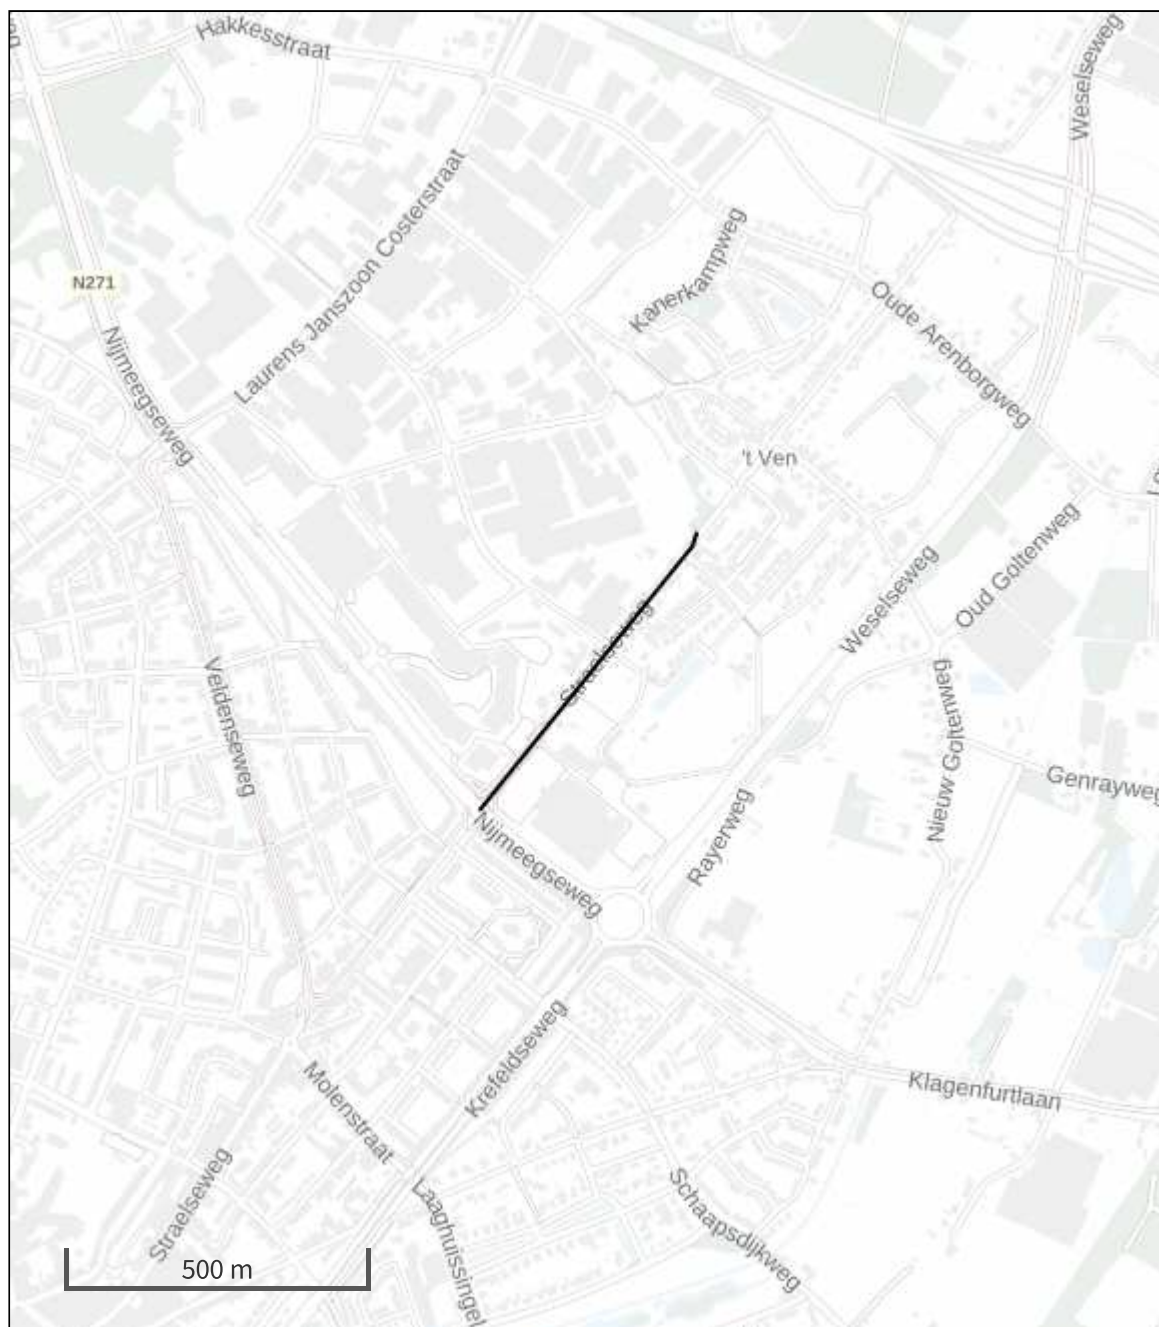 Hakkesstraat
Weselseweg
Laurens Janszoon Costerstraat
Kanerkampweg
N271
Oude Arenborgweg
Nijmeegseweg
't Ven
Oud Goltenweg
Weselseweg
Straelseweg
Veldenseweg
Nieuw Goltenweg
Genrayweg
Rayerweg
Nijmeegseweg
Krefeldseweg
Molenstraat
Klagenfurtlaan
Straelseweg
Laaghuissingel
Schaapsdijkweg
500 m